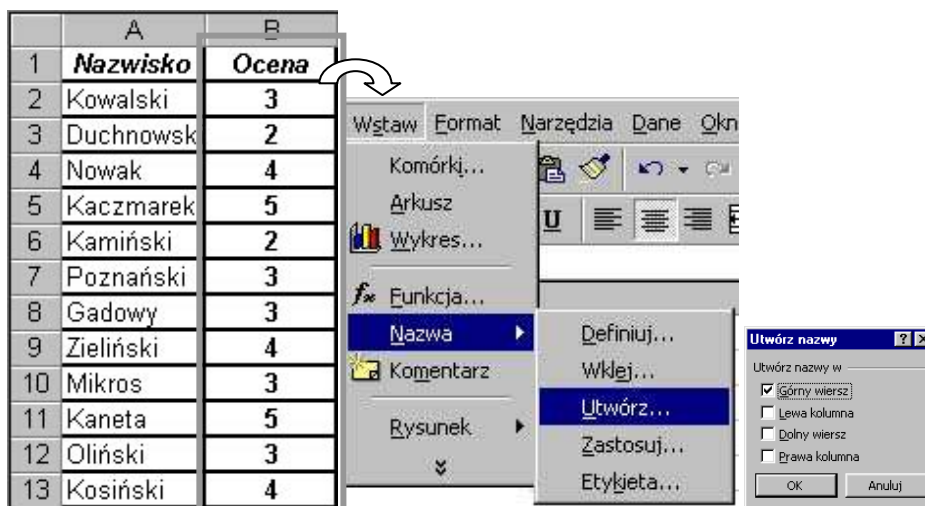 A B
1 Nazwisko Ocena
2 Kowalski 3
3 Duchnowsk 2
4 Nowak 4
5 Kaczmarek 5
6 Kamiński 2
7 Poznański 3
8 Gadowy 3
9 Zieliński 4
10 Mikros 3
11 Kaneta 5
12 Oliński 3
13 Kosiński 4
Wstaw Format Narzędzia Dane Okn
Komórki...
Arkusz
U
Wykres...
fx Funkcja...
Nazwa
Komentarz
Rysunek
Definiuj...
Wklej...
Utwórz...
Zastosuj...
Etykieta...
Utwórz nazwy ? X
Utwórz nazwy w
Górny wiersz
Lewa kolumna
Dolny wiersz
Prawa kolumna
OK Anuluj